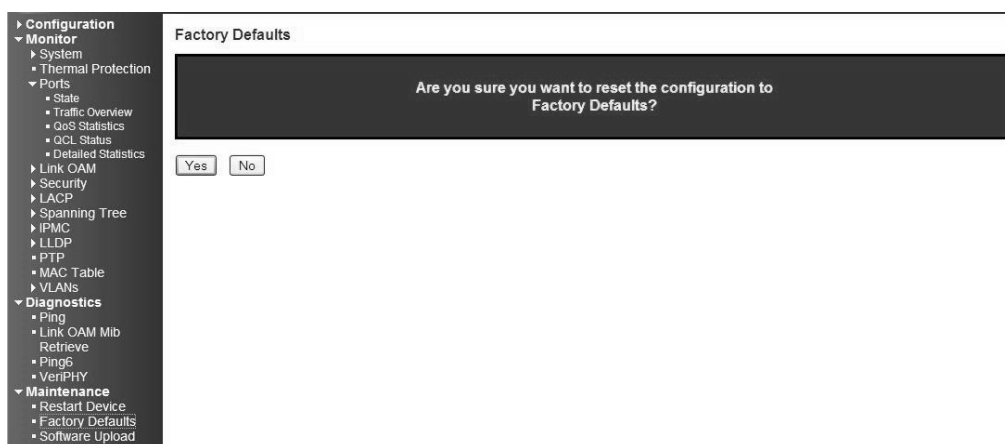 Configuration
Monitor
System
Thermal Protection
Ports
State
Traffic Overview
QoS Statistics
QCL Status
Detailed Statistics
Link OAM
Security
LACP
Spanning Tree
IPMC
LLDP
PTP
MAC Table
VLANs
Diagnostics
Ping
Link OAM Mib
Retrieve
Ping6
VeriPHY
Maintenance
Restart Device
Factory Defaults
Software Upload
Factory Defaults
Are you sure you want to reset the configuration to
Factory Defaults?
Yes No